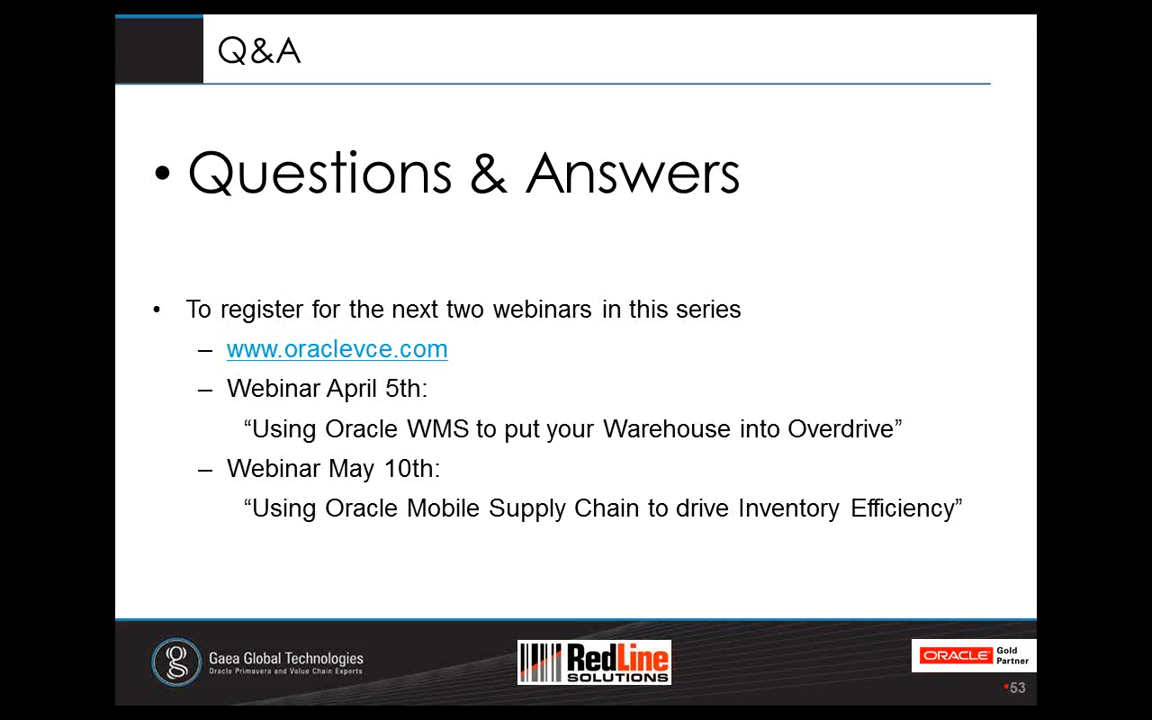 Q&A
• Questions & Answers
• To register for the next two webinars in this series
– www.oraclevce.com
– Webinar April 5th:
“Using Oracle WMS to put your Warehouse into Overdrive”
– Webinar May 10th:
“Using Oracle Mobile Supply Chain to drive Inventory Efficiency”
g Gaea Global Technologies
Oracle Primavera and Value Chain Experts
RedLine
SOLUTIONS
ORACLE Gold
Partner
•53